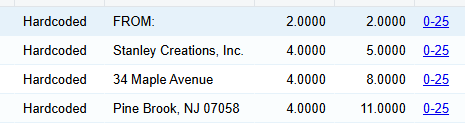 Hardcoded FROM: 2.0000 2.0000 0-25
Hardcoded Stanley Creations, Inc. 4.0000 5.0000 0-25
Hardcoded 34 Maple Avenue 4.0000 8.0000 0-25
Hardcoded Pine Brook, NJ 07058 4.0000 11.0000 0-25